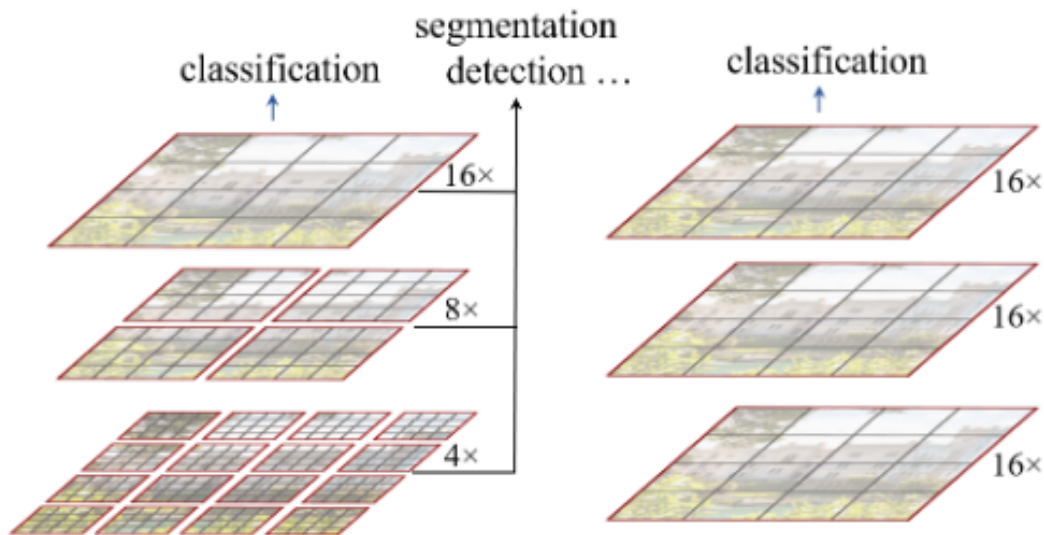 segmentation
classification
detection ...
classification
16×
16×
8×
16×
4×
16×